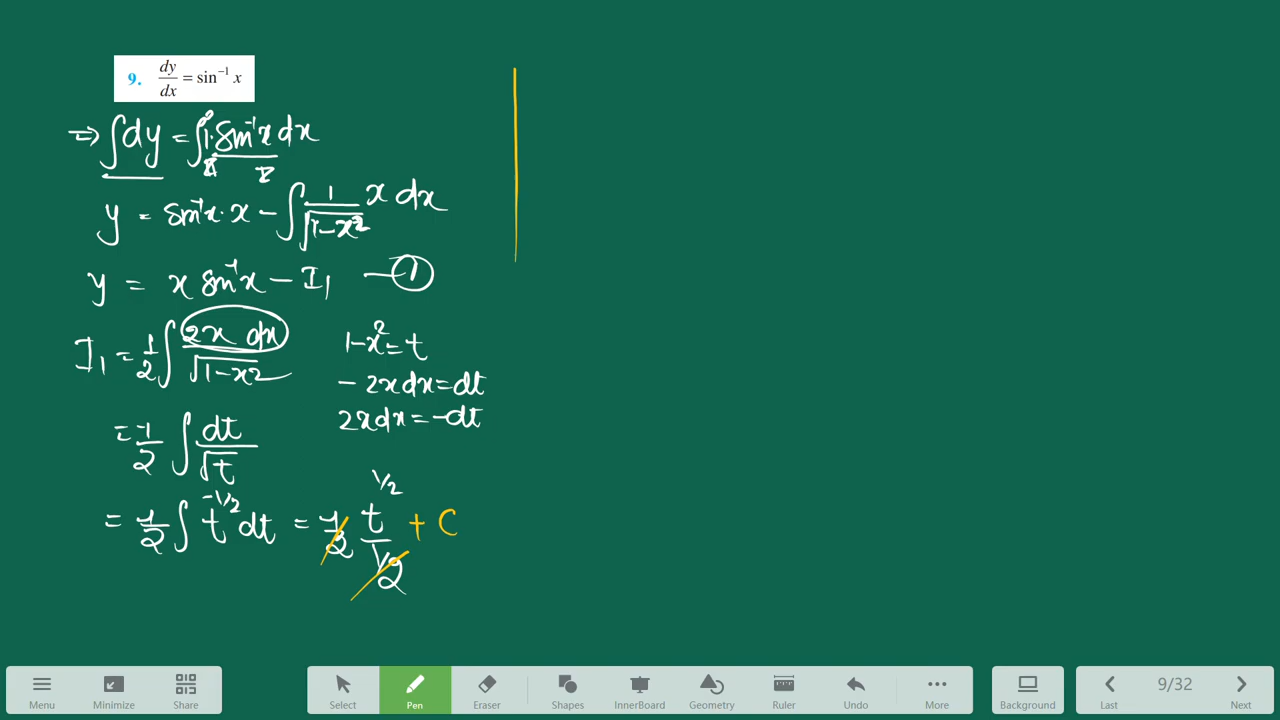 9. dy/dx = sin⁻¹ x
=> ∫dy = ∫1·sin⁻¹x dx
II I
y = sin⁻¹x · x − ∫ 1/√(1−x²) x dx
y = x sin⁻¹x − I₁ —①
I₁ = 1/2 ∫ 2x dx/√(1−x²)
1−x² = t
−2x dx = dt
2x dx = −dt
= −1/2 ∫ dt/√t
= −1/2 ∫ t^(−1/2) dt = −1/2 t^(1/2)/(1/2) + C
Menu
Minimize
Share
Select
Pen
Eraser
Shapes
InnerBoard
Geometry
Ruler
Undo
More
Background
Last
9/32
Next